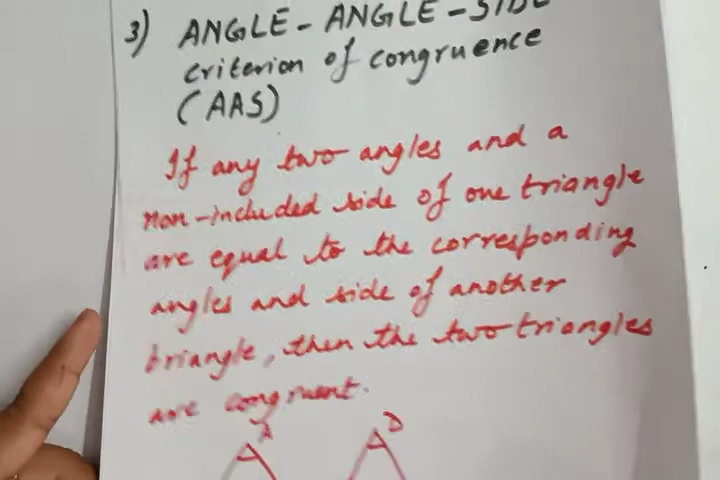 3) ANGLE - ANGLE - SIDE
criterion of congruence
(AAS)
If any two angles and a
non-included side of one triangle
are equal to the corresponding
angles and side of another
triangle, then the two triangles
are congruent.
A D